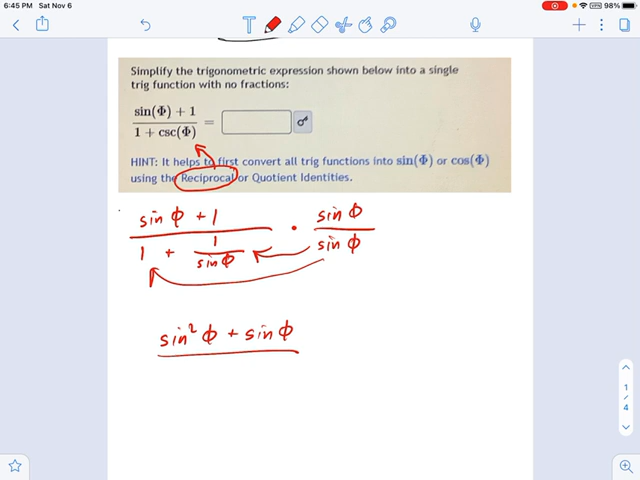 6:45 PM Sat Nov 6
VPN 98%
T
Simplify the trigonometric expression shown below into a single
trig function with no fractions:
sin(Φ) + 1
=
1 + csc(Φ)
HINT: It helps to first convert all trig functions into sin(Φ) or cos(Φ)
using the Reciprocal or Quotient Identities.
sin ϕ + 1 · sin ϕ
1 + 1 sin ϕ
sin ϕ
sin² ϕ + sin ϕ
1
/
4